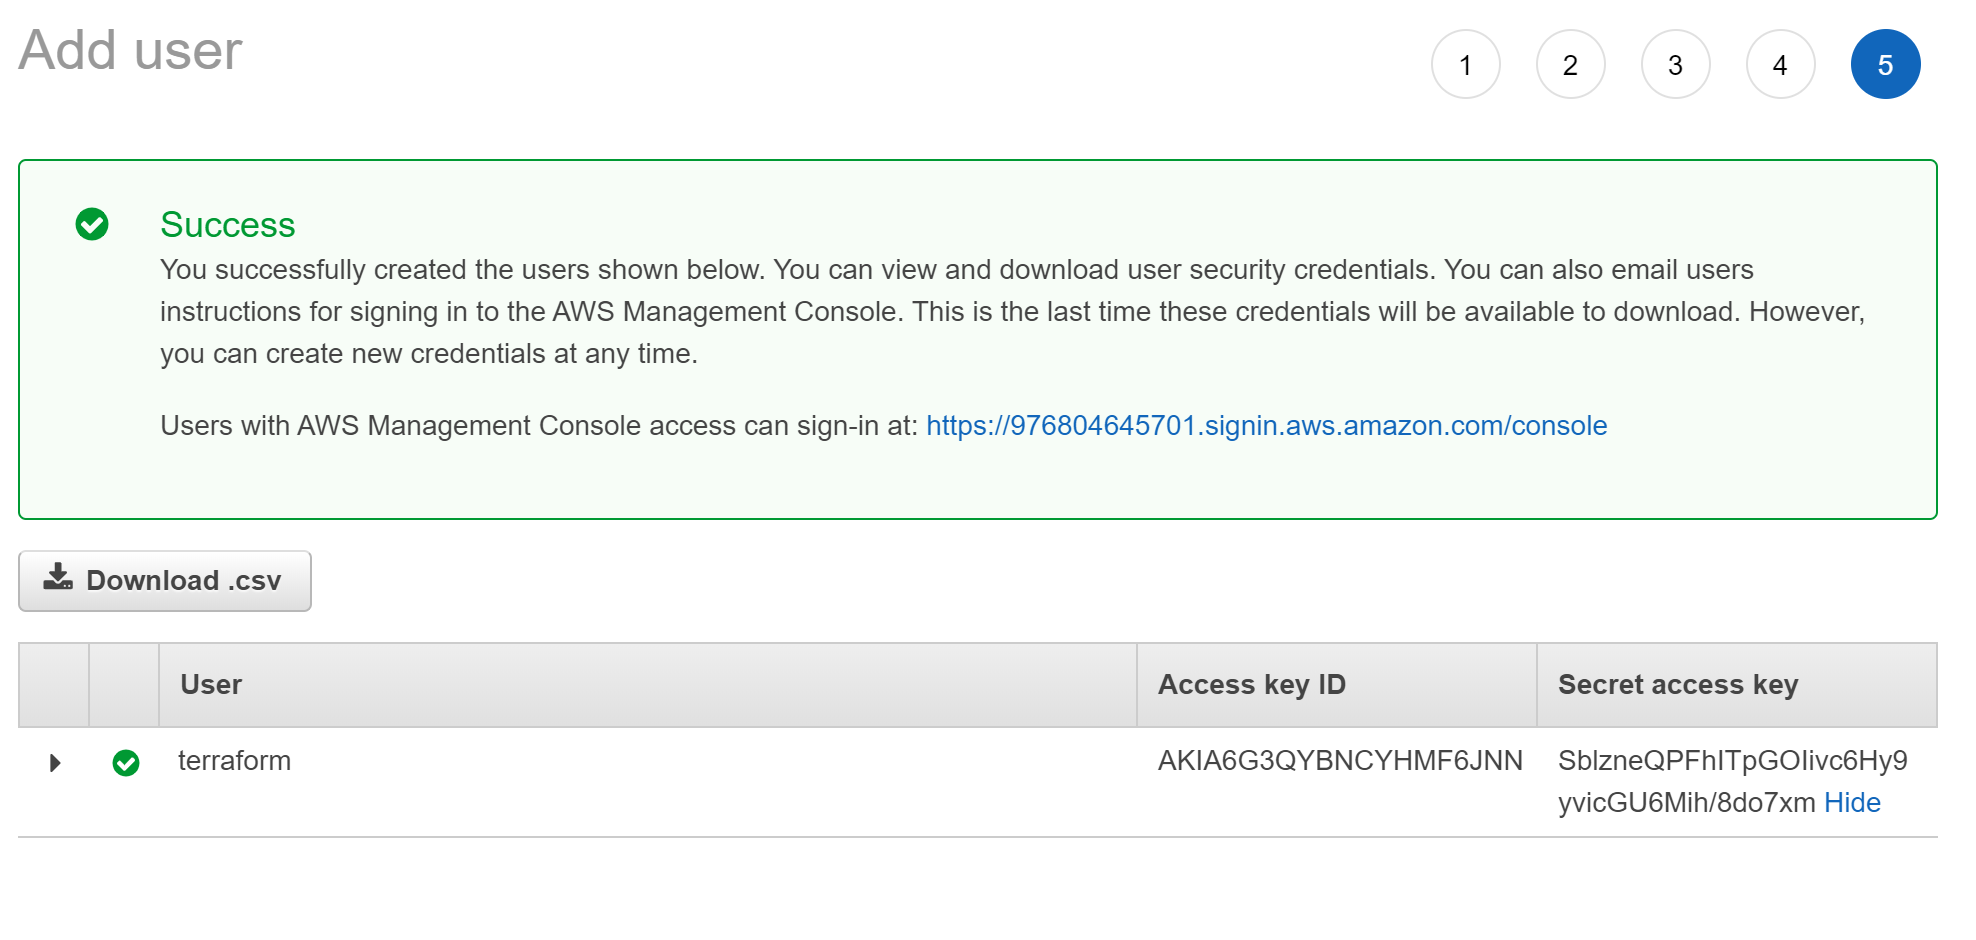 Add user
1 2 3 4 5
Success
You successfully created the users shown below. You can view and download user security credentials. You can also email users
instructions for signing in to the AWS Management Console. This is the last time these credentials will be available to download. However,
you can create new credentials at any time.
Users with AWS Management Console access can sign-in at: https://976804645701.signin.aws.amazon.com/console
Download .csv
User Access key ID Secret access key
terraform AKIA6G3QYBNCYHMF6JNN
yvicGU6Mih/8do7xm Hide